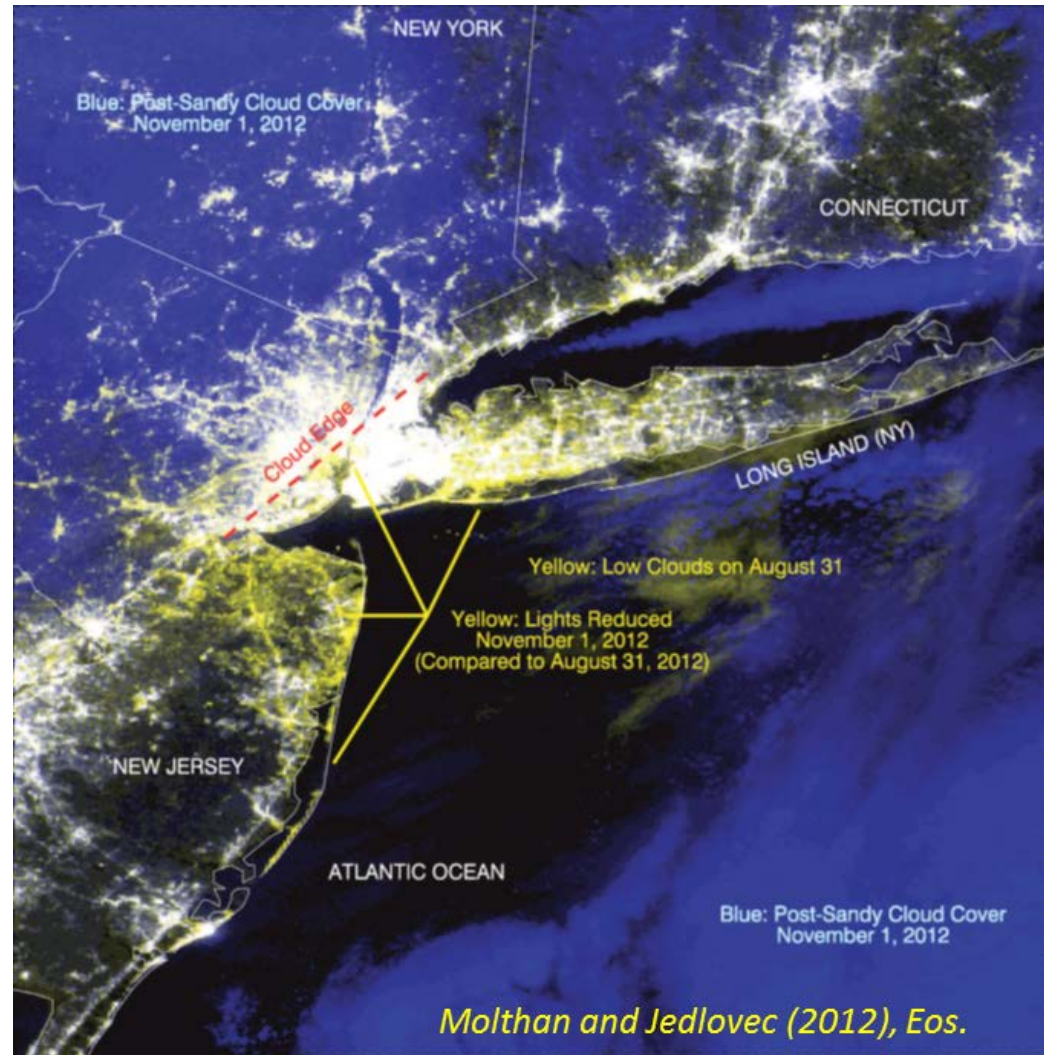 NEW YORK
Blue: Post-Sandy Cloud Cover
November 1, 2012
CONNECTICUT
Cloud Edge
LONG ISLAND (NY)
Yellow: Low Clouds on August 31
Yellow: Lights Reduced
November 1, 2012
(Compared to August 31, 2012)
NEW JERSEY
ATLANTIC OCEAN
Blue: Post-Sandy Cloud Cover
November 1, 2012
Molthan and Jedlovec (2012), Eos.